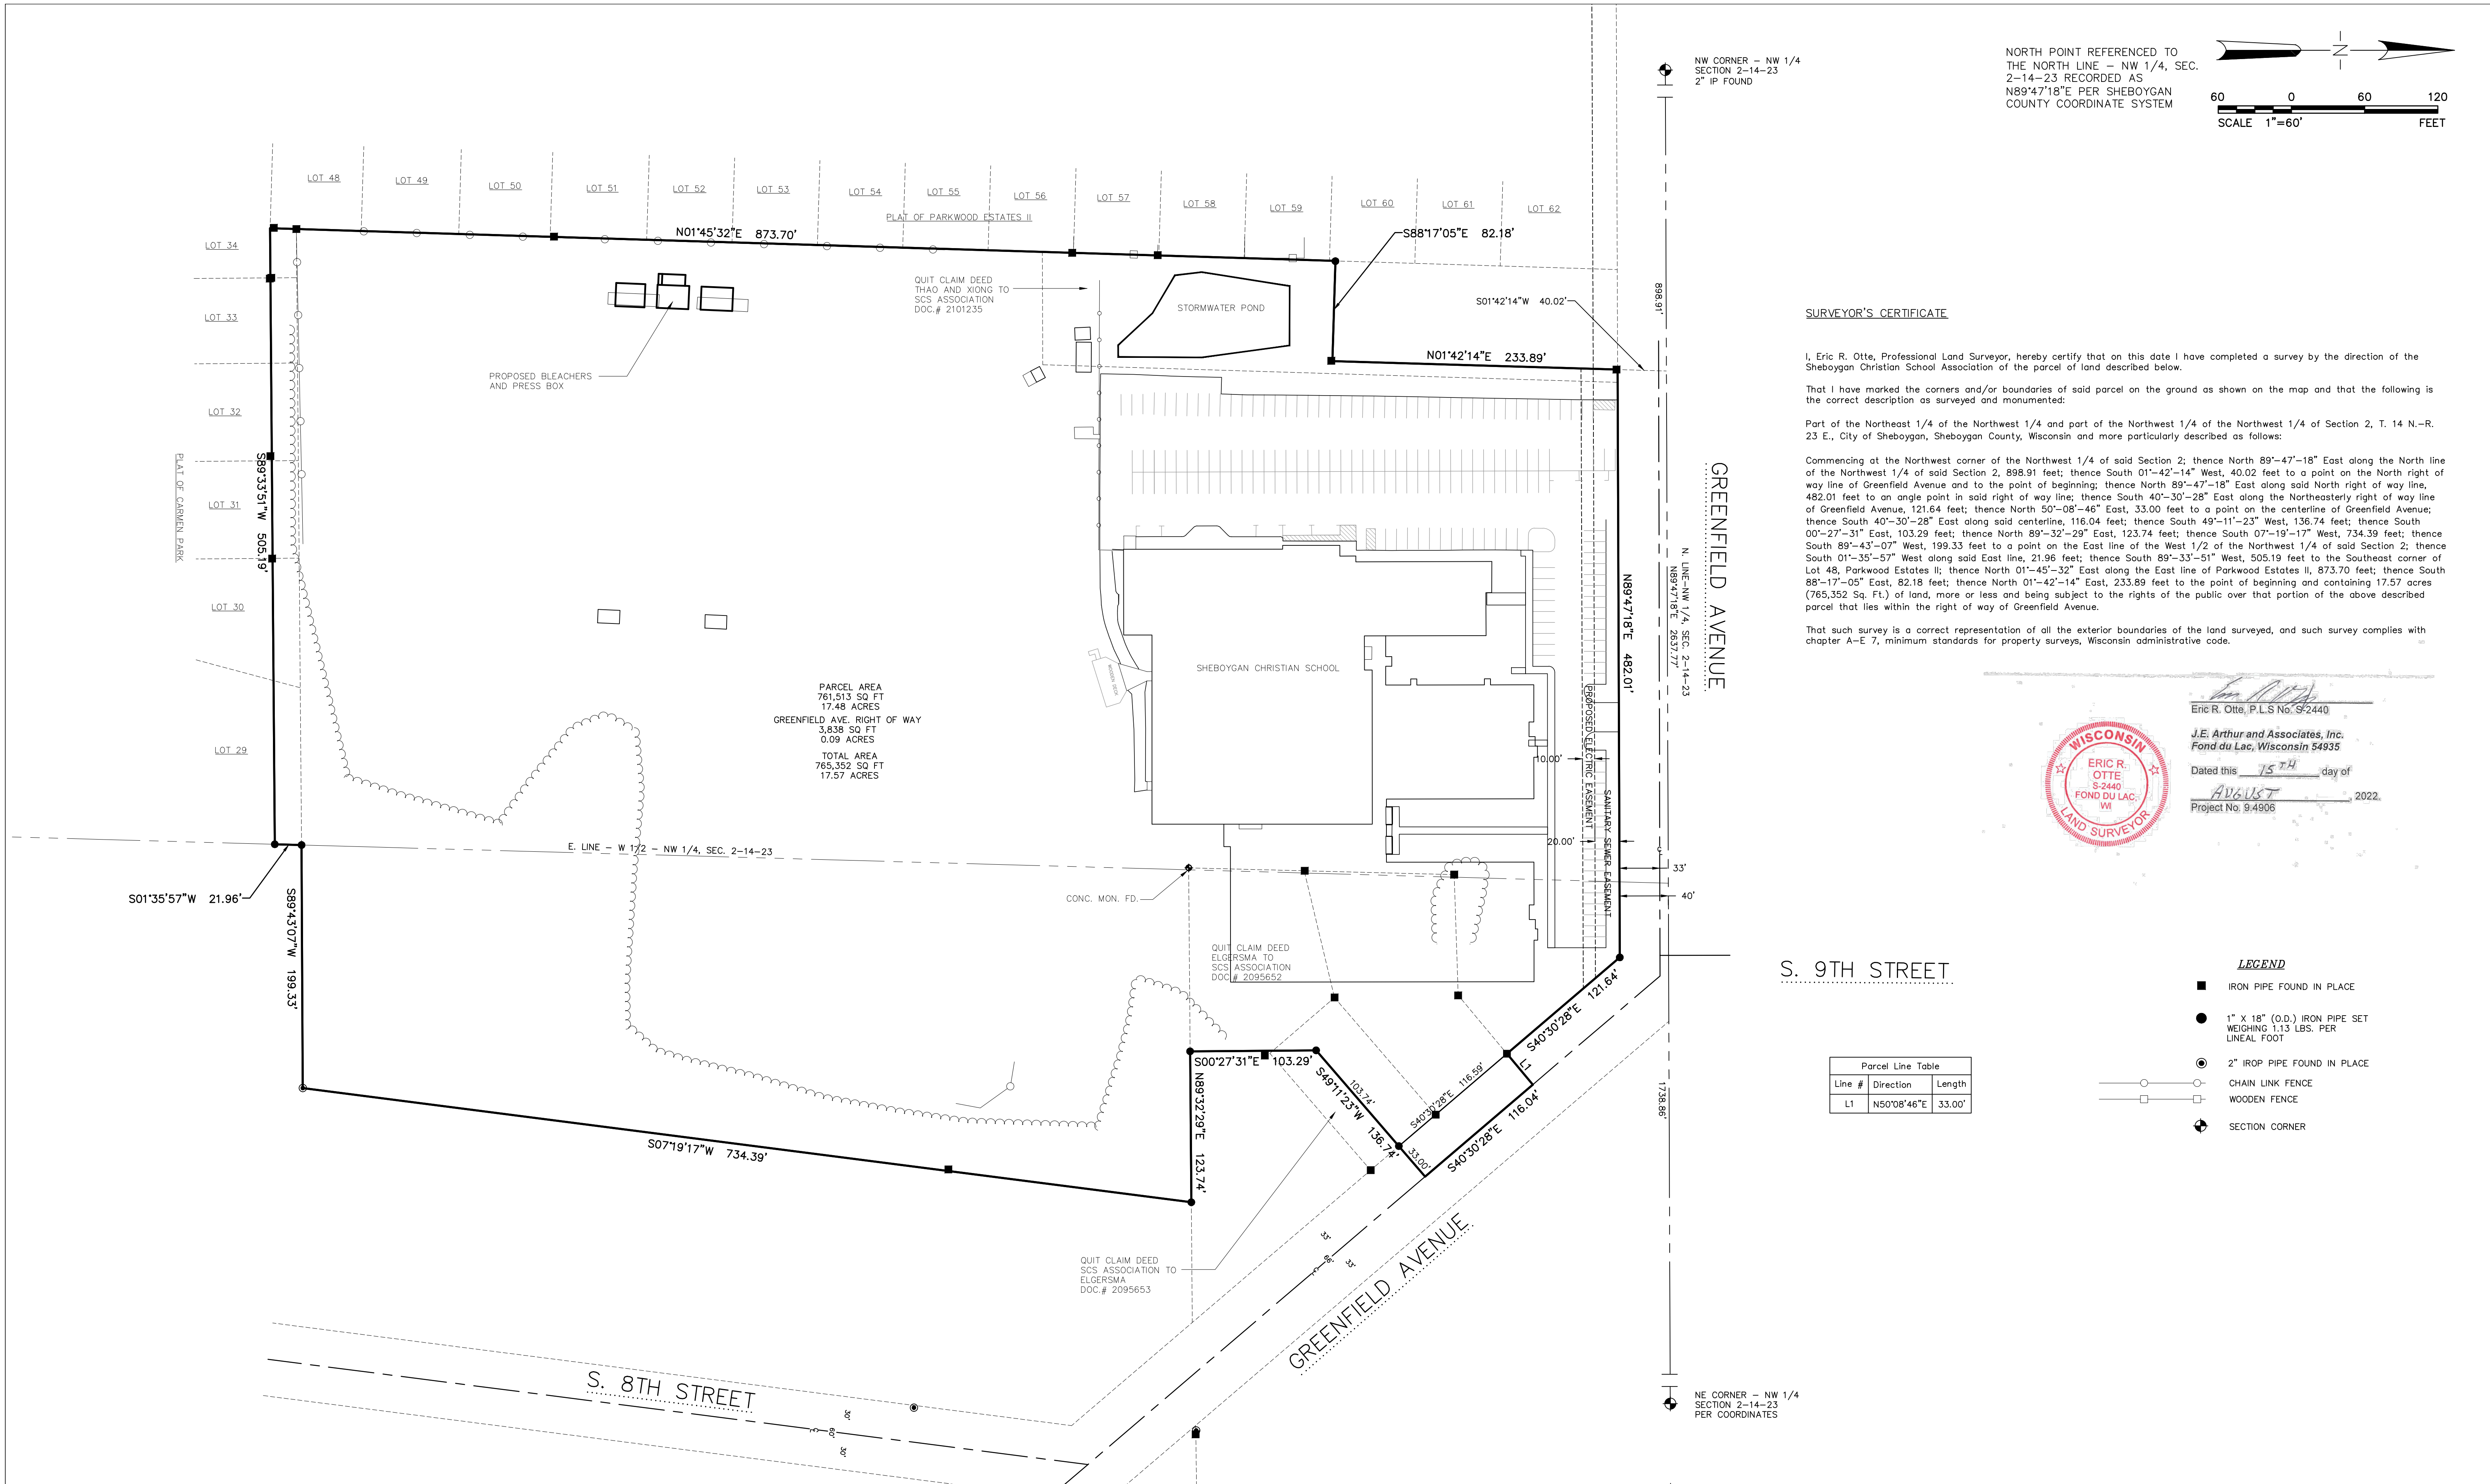 NW CORNER – NW 1/4
SECTION 2–14–23
2" IP FOUND
NORTH POINT REFERENCED TO
THE NORTH LINE – NW 1/4, SEC.
2–14–23 RECORDED AS
N89°47'18"E PER SHEBOYGAN
COUNTY COORDINATE SYSTEM
N
60 0 60 120
SCALE 1"=60' FEET
LOT 48
LOT 49
LOT 50
LOT 51
LOT 52
LOT 53
LOT 54
LOT 55
LOT 56
LOT 57
LOT 58
LOT 59
LOT 60
LOT 61
LOT 62
PLAT OF PARKWOOD ESTATES II
N01°45'32"E 873.70'
S88°17'05"E 82.18'
LOT 34
LOT 33
LOT 32
LOT 31
LOT 30
LOT 29
PLAT OF CARMEN PARK
S89°33'51"W 505.19'
QUIT CLAIM DEED
THAO AND XIONG TO
SCS ASSOCIATION
DOC.# 2101235
STORMWATER POND
S01°42'14"W 40.02'
898.91'
N01°42'14"E 233.89'
PROPOSED BLEACHERS
AND PRESS BOX
GREENFIELD AVENUE
N. LINE–NW 1/4, SEC. 2–14–23
N89°47'18"E 2637.77'
N89°47'18"E 482.01'
SHEBOYGAN CHRISTIAN SCHOOL
WOODEN DECK
PARCEL AREA
761,513 SQ FT
17.48 ACRES
GREENFIELD AVE. RIGHT OF WAY
3,838 SQ FT
0.09 ACRES
TOTAL AREA
765,352 SQ FT
17.57 ACRES
PROPOSED ELECTRIC EASEMENT
10.00'
SANITARY SEWER EASEMENT
20.00'
33'
40'
E. LINE – W 1/2 – NW 1/4, SEC. 2–14–23
S01°35'57"W 21.96'
CONC. MON. FD.
S89°43'07"W 199.33'
QUIT CLAIM DEED
ELGERSMA TO
SCS ASSOCIATION
DOC.# 2095652
S. 9TH STREET
S40°30'28"E 121.64'
L1
S00°27'31"E 103.29'
S49°11'23"W 136.74'
103.74'
S40°30'28"E 116.59'
33.00'
S40°30'28"E 116.04'
N89°32'29"E 123.74'
S07°19'17"W 734.39'
1738.86'
QUIT CLAIM DEED
SCS ASSOCIATION TO
ELGERSMA
DOC.# 2095653
33'
66'
33'
GREENFIELD AVENUE
S. 8TH STREET
30'
60'
30'
NE CORNER – NW 1/4
SECTION 2–14–23
PER COORDINATES
SURVEYOR'S CERTIFICATE
I, Eric R. Otte, Professional Land Surveyor, hereby certify that on this date I have completed a survey by the direction of the
Sheboygan Christian School Association of the parcel of land described below.
That I have marked the corners and/or boundaries of said parcel on the ground as shown on the map and that the following is
the correct description as surveyed and monumented:
Part of the Northeast 1/4 of the Northwest 1/4 and part of the Northwest 1/4 of the Northwest 1/4 of Section 2, T. 14 N.–R.
23 E., City of Sheboygan, Sheboygan County, Wisconsin and more particularly described as follows:
Commencing at the Northwest corner of the Northwest 1/4 of said Section 2; thence North 89°–47'–18" East along the North line
of the Northwest 1/4 of said Section 2, 898.91 feet; thence South 01°–42'–14" West, 40.02 feet to a point on the North right of
way line of Greenfield Avenue and to the point of beginning; thence North 89°–47'–18" East along said North right of way line,
482.01 feet to an angle point in said right of way line; thence South 40°–30'–28" East along the Northeasterly right of way line
of Greenfield Avenue, 121.64 feet; thence North 50°–08'–46" East, 33.00 feet to a point on the centerline of Greenfield Avenue;
thence South 40°–30'–28" East along said centerline, 116.04 feet; thence South 49°–11'–23" West, 136.74 feet; thence South
00°–27'–31" East, 103.29 feet; thence North 89°–32'–29" East, 123.74 feet; thence South 07°–19'–17" West, 734.39 feet; thence
South 89°–43'–07" West, 199.33 feet to a point on the East line of the West 1/2 of the Northwest 1/4 of said Section 2; thence
South 01°–35'–57" West along said East line, 21.96 feet; thence South 89°–33'–51" West, 505.19 feet to the Southeast corner of
Lot 48, Parkwood Estates II; thence North 01°–45'–32" East along the East line of Parkwood Estates II, 873.70 feet; thence South
88°–17'–05" East, 82.18 feet; thence North 01°–42'–14" East, 233.89 feet to the point of beginning and containing 17.57 acres
(765,352 Sq. Ft.) of land, more or less and being subject to the rights of the public over that portion of the above described
parcel that lies within the right of way of Greenfield Avenue.
That such survey is a correct representation of all the exterior boundaries of the land surveyed, and such survey complies with
chapter A–E 7, minimum standards for property surveys, Wisconsin administrative code.
WISCONSIN
ERIC R.
OTTE
S-2440
FOND DU LAC,
WI
LAND SURVEYOR
Eric R. Otte, P.L.S No. S-2440
J.E. Arthur and Associates, Inc.
Fond du Lac, Wisconsin 54935
Dated this 15TH day of
AUGUST, 2022.
Project No. 9.4906
LEGEND
IRON PIPE FOUND IN PLACE
1" X 18" (O.D.) IRON PIPE SET
WEIGHING 1.13 LBS. PER
LINEAL FOOT
2" IROP PIPE FOUND IN PLACE
CHAIN LINK FENCE
WOODEN FENCE
SECTION CORNER
Parcel Line Table
Line # Direction Length
L1 N50°08'46"E 33.00'